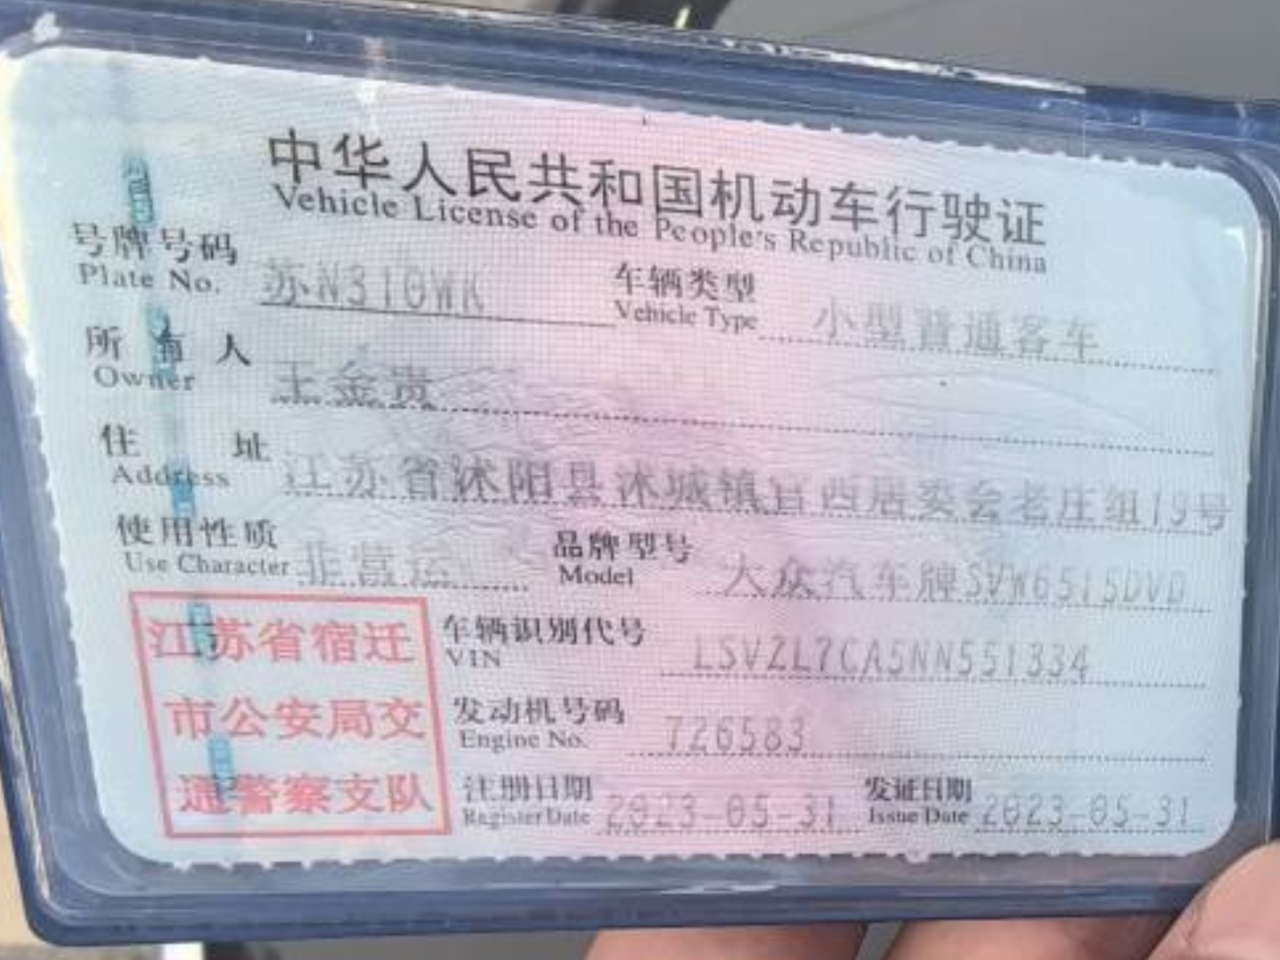 中华人民共和国机动车行驶证
Vehicle License of the People's Republic of China
号牌号码 苏N310WK 车辆类型 小型普通客车
Plate No. Vehicle Type
所有人 王金贵
Owner
住址 江苏省沭阳县沭城镇官西居委会老庄组19号
Address
使用性质 非营运 品牌型号 大众汽车牌SVW6515DVD
Use Character Model
江苏省宿迁
市公安局交
通警察支队
车辆识别代号 LSVZL7CA5NN551334
VIN
发动机号码 726583
Engine No.
注册日期 2023-05-31 发证日期 2023-05-31
Register Date Issue Date